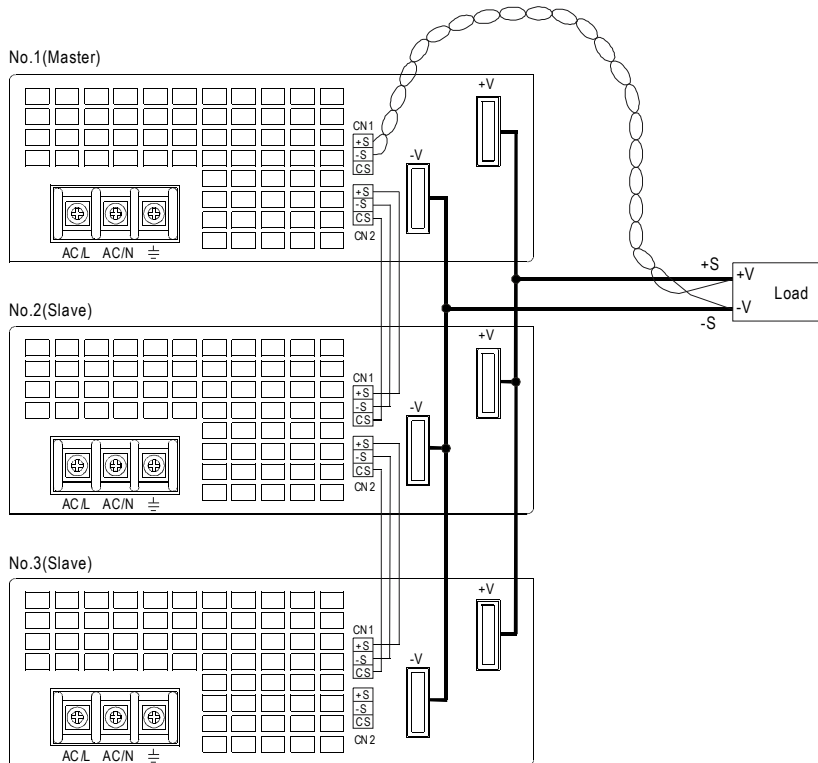 No.1(Master)
+V
CN1
+S
-S
CS
-V
+S
-S
CS
CN2
AC/L AC/N
+S
+V
Load
-V
-S
No.2(Slave)
+V
CN1
+S
-S
CS
-V
+S
-S
CS
CN2
AC/L AC/N
No.3(Slave)
+V
CN1
+S
-S
CS
-V
+S
-S
CS
CN2
AC/L AC/N